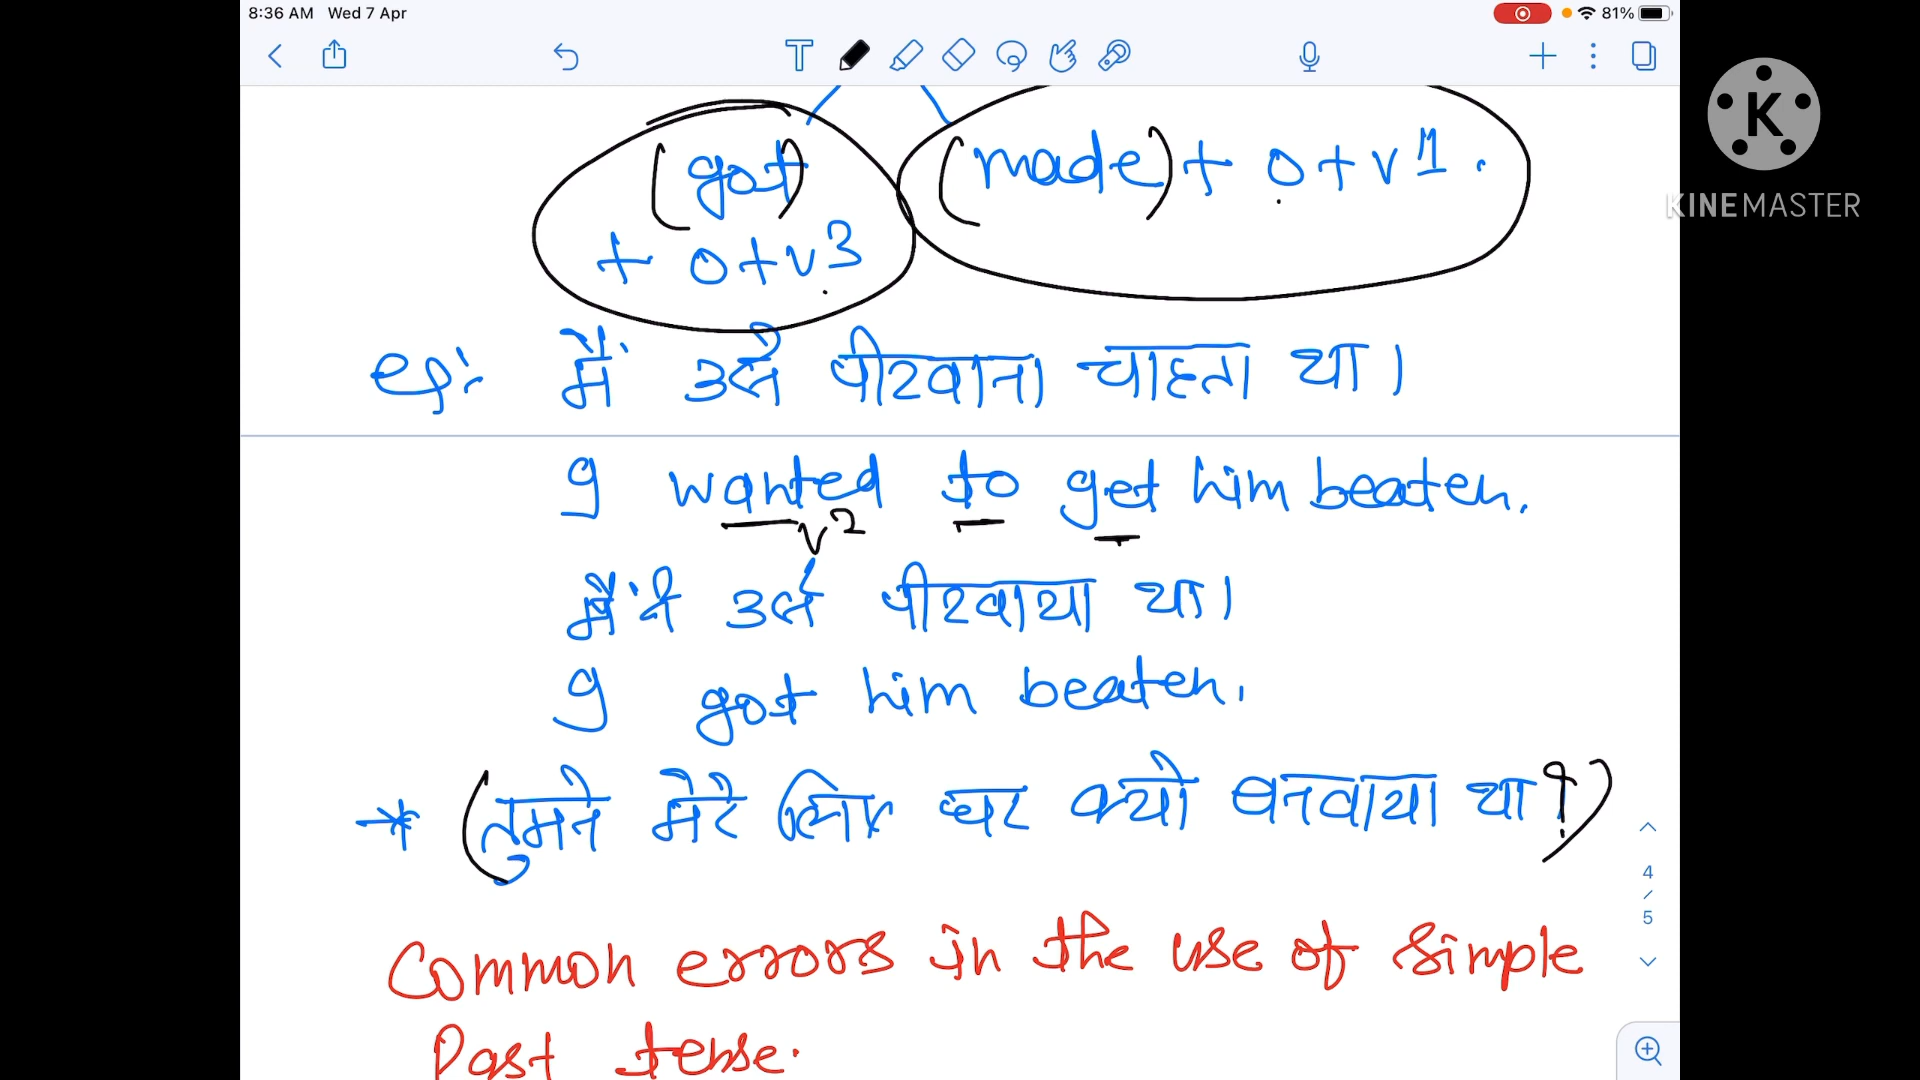 8:36 AM Wed 7 Apr
81%
(got) (made) + o + v1.
+ o + v3
eg:- मैं उसे पीटवाना चाहता था।
I wanted to get him beaten.
v2
मैंने उसे पीटवाया था।
I got him beaten.
* (तुमने मेरे लिए घर क्यों बनवाया था?)
Common errors in the use of simple
Past tense.
4
/
5
K
KINEMASTER